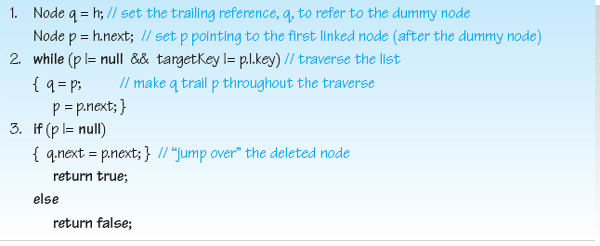 1. Node q = h; // set the trailing reference, q, to refer to the dummy node
Node p = h.next; // set p pointing to the first linked node (after the dummy node)
2. while (p != null && targetKey != p.l.key) // traverse the list
{ q = p; // make q trail p throughout the traverse
p = p.next; }
3. if (p != null)
{ q.next = p.next; } // "jump over" the deleted node
return true;
else
return false;